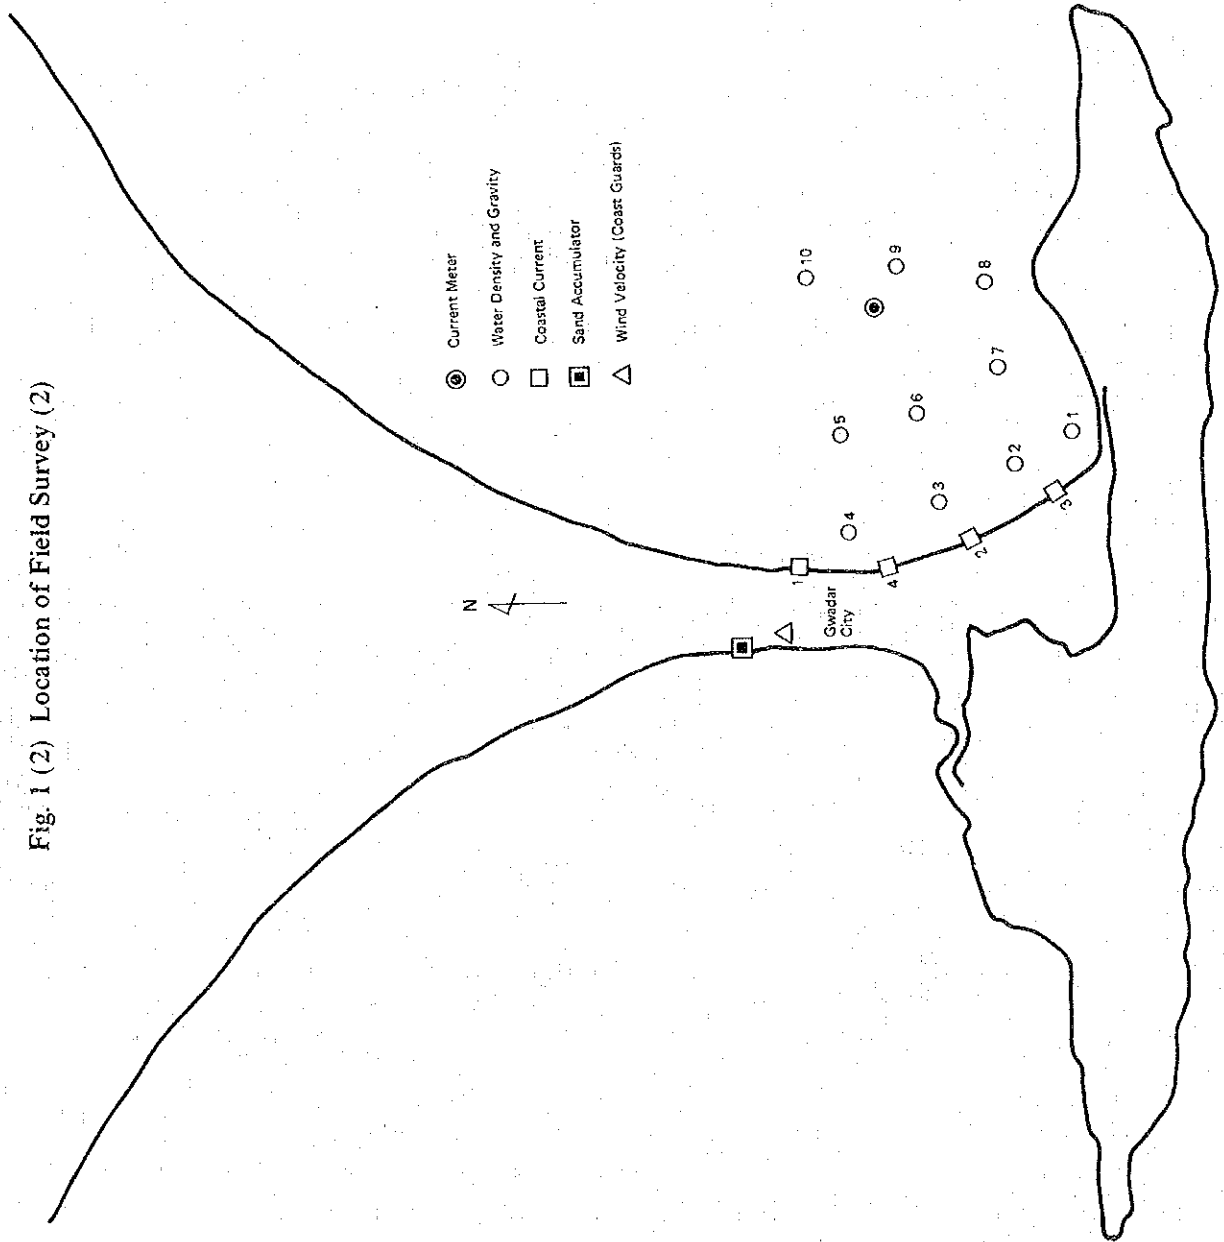 Fig. 1 (2) Location of Field Survey (2)
N
Current Meter
Water Density and Gravity
Coastal Current
Sand Accumulator
Wind Velocity (Coast Guards)
10
9
8
5
6
7
4
3
2
1
1
4
2
3
Gwadar
City